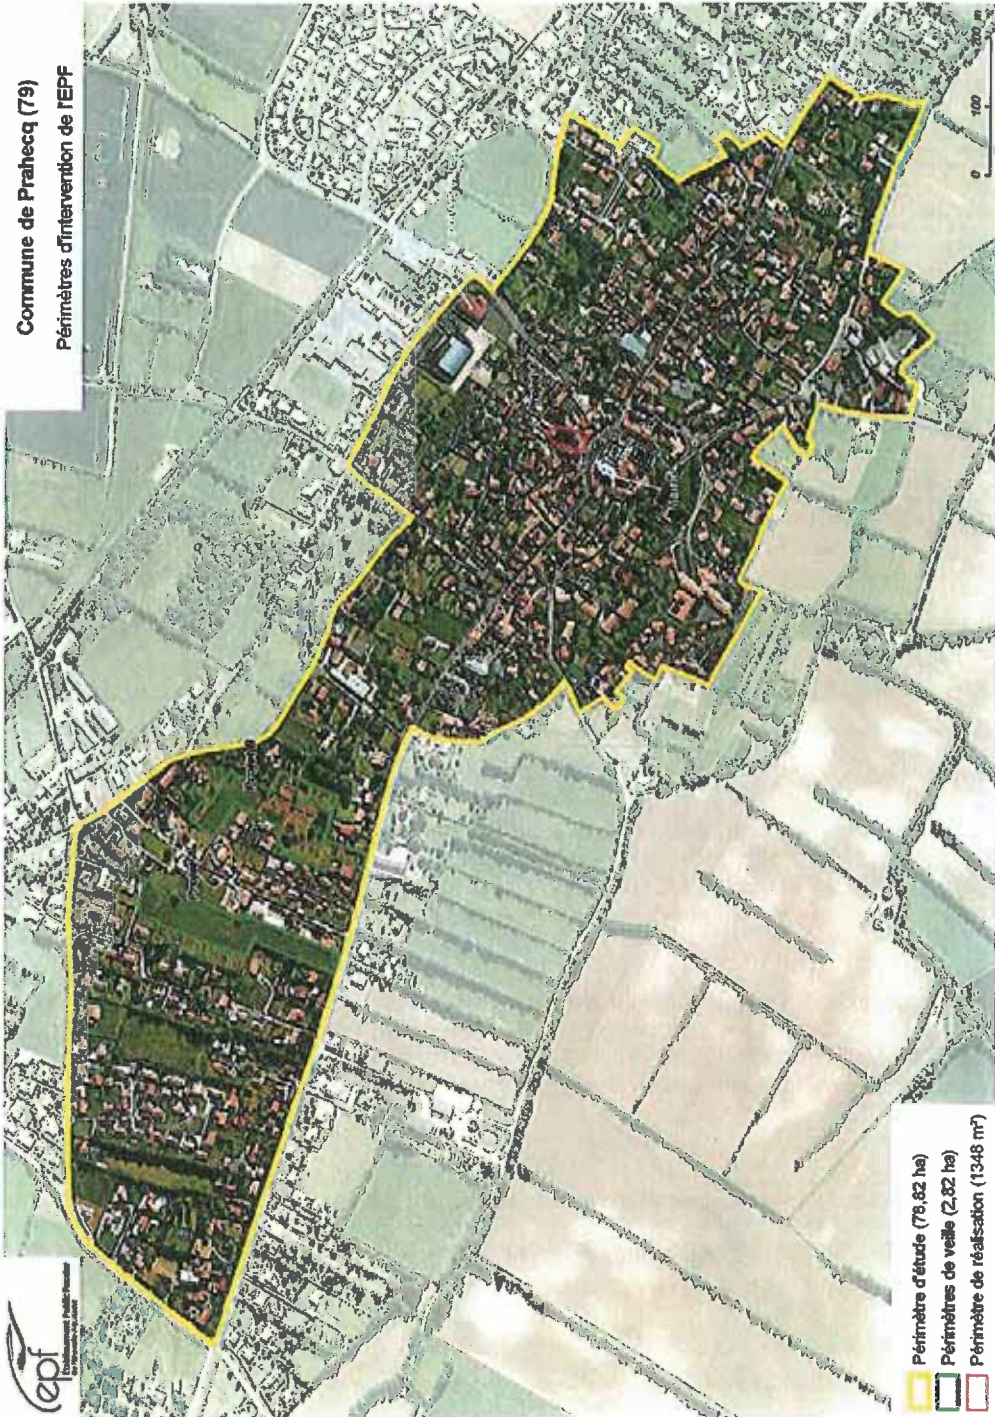 Commune de Prahecq (79)
Périmètres d'intervention de l'EPF
epf
0 100 200 m
Périmètre d'étude (76,82 ha)
Périmètres de veille (2,82 ha)
Périmètre de réalisation (1348 m²)